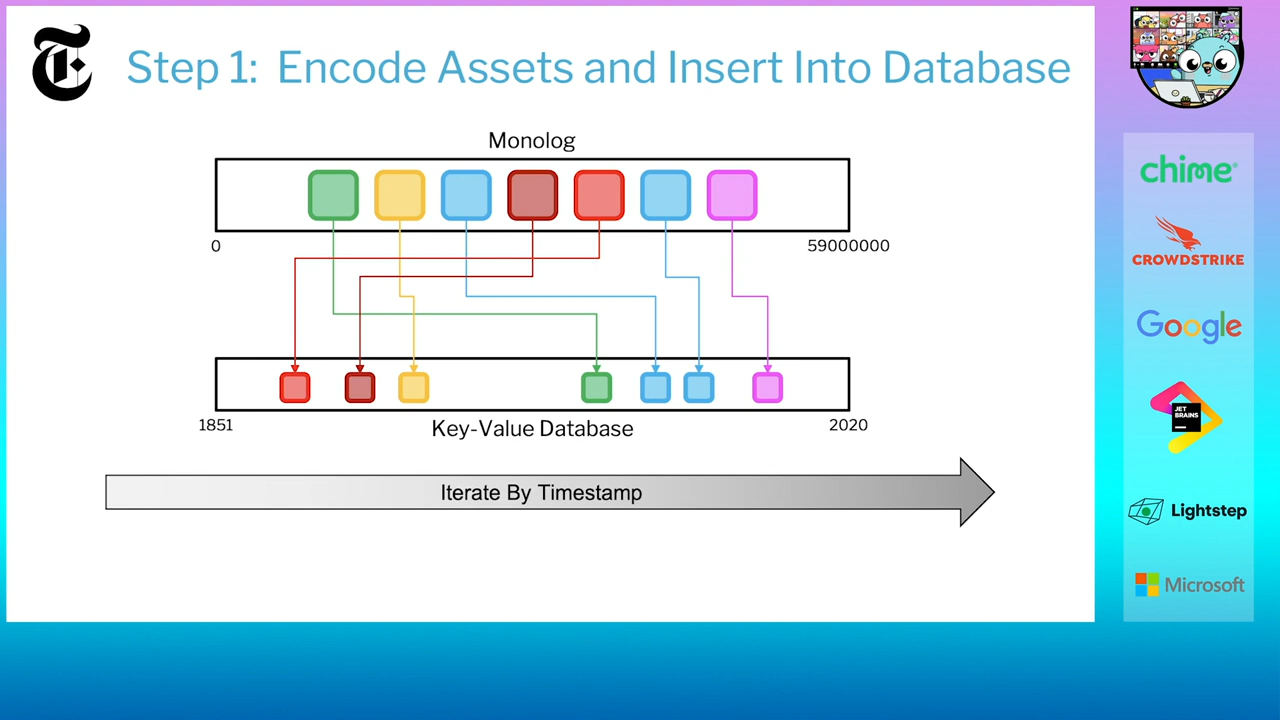 Step 1: Encode Assets and Insert Into Database
Monolog
0
59000000
1851
Key-Value Database
2020
Iterate By Timestamp
chime
CROWDSTRIKE
Google
JET
BRAINS
Lightstep
Microsoft